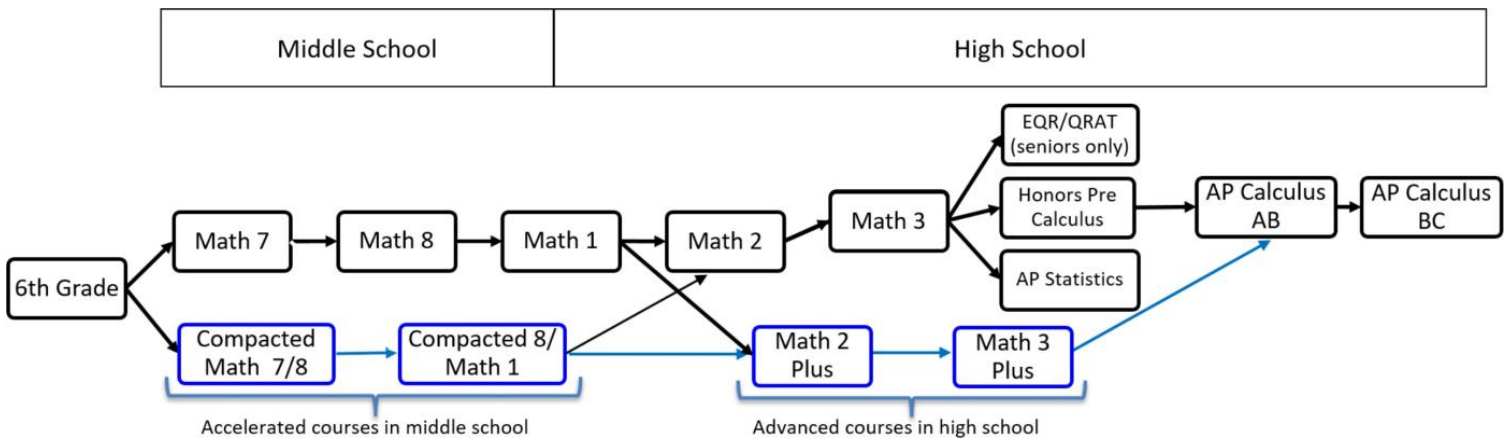 Middle School
High School
EQR/QRAT
(seniors only)
Honors Pre
Calculus
AP Calculus
AB
AP Calculus
BC
Math 7
Math 8
Math 1
Math 2
Math 3
6th Grade
AP Statistics
Compacted
Math 7/8
Compacted 8/
Math 1
Math 2
Plus
Math 3
Plus
Accelerated courses in middle school
Advanced courses in high school